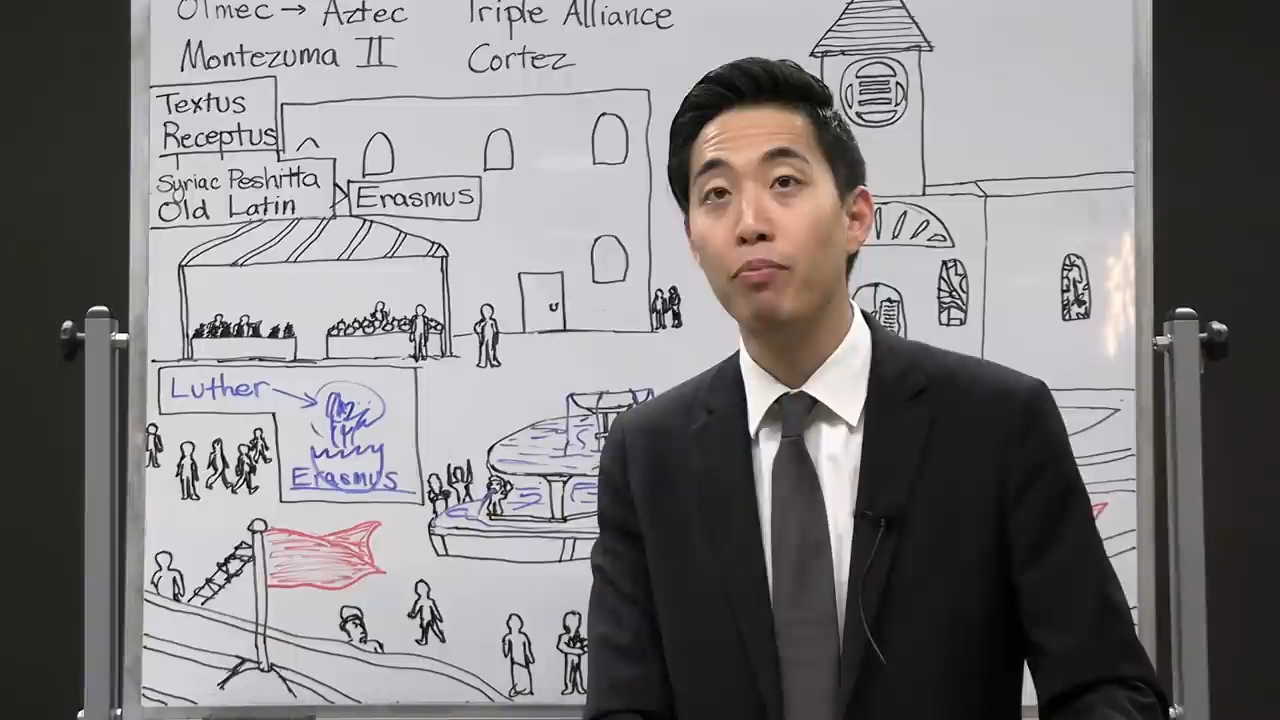 Olmec → Aztec Triple Alliance
Montezuma II Cortez
Textus
Receptus
Syriac Peshitta
Old Latin
Erasmus
Luther
Erasmus